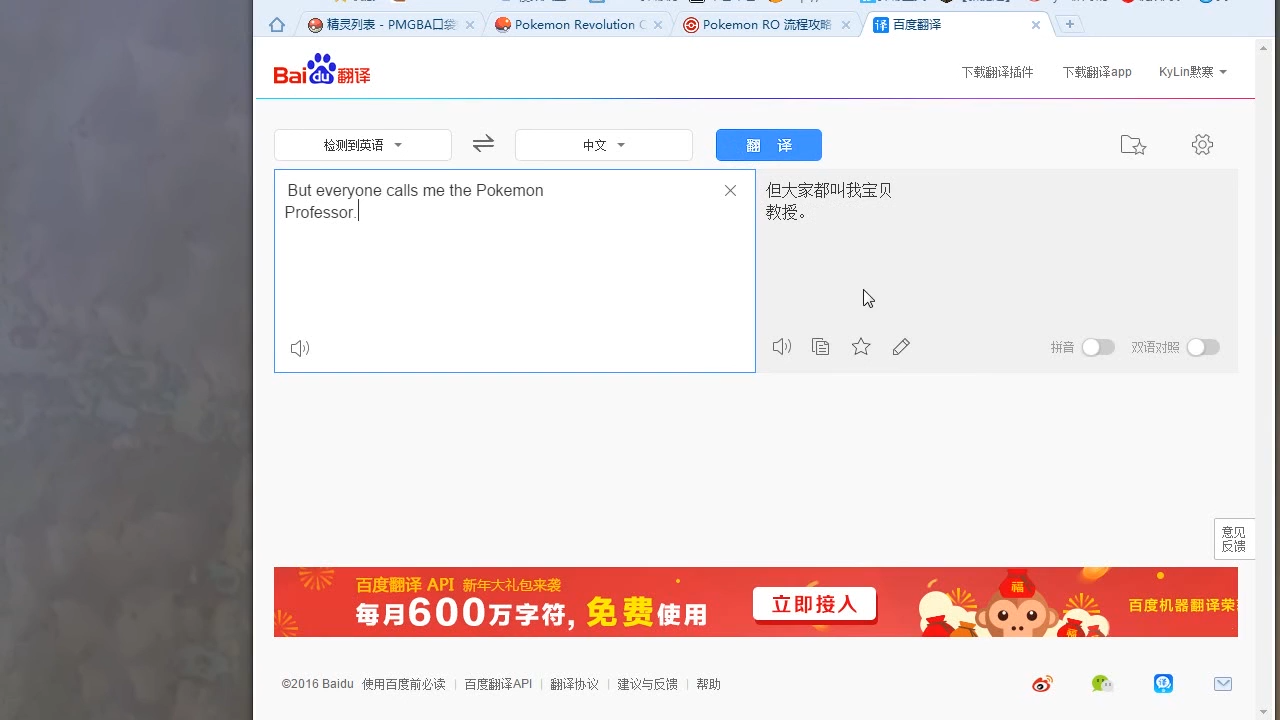 精灵列表 - PMGBA口袋
Pokemon Revolution
Pokemon RO 流程攻略
译 百度翻译
Baidu 翻译
下载翻译插件 下载翻译app KyLin默寒
检测到英语 中文 翻 译
But everyone calls me the Pokemon
Professor.
但大家都叫我宝贝
教授。
拼音 双语对照
意见
反馈
百度翻译 API 新年大礼包来袭
每月600万字符, 免费使用
立即接入
福
福
百度机器翻译荣
©2016 Baidu 使用百度前必读 | 百度翻译API | 翻译协议 | 建议与反馈 | 帮助
译